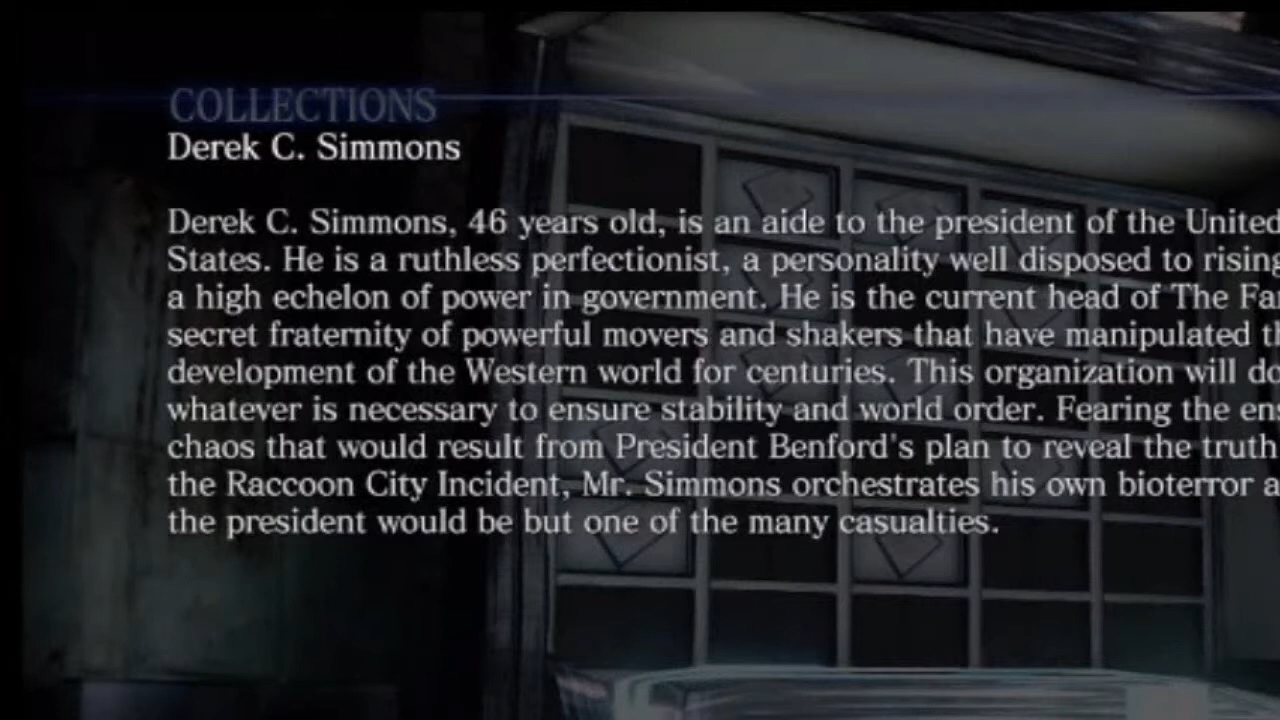 COLLECTIONS
Derek C. Simmons
Derek C. Simmons, 46 years old, is an aide to the president of the United
States. He is a ruthless perfectionist, a personality well disposed to rising
a high echelon of power in government. He is the current head of The Fa
secret fraternity of powerful movers and shakers that have manipulated th
development of the Western world for centuries. This organization will do
whatever is necessary to ensure stability and world order. Fearing the en
chaos that would result from President Benford's plan to reveal the truth
the Raccoon City Incident, Mr. Simmons orchestrates his own bioterror a
the president would be but one of the many casualties.